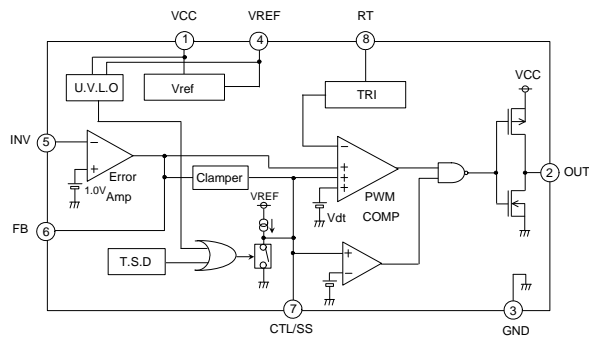 VCC VREF RT
1 4 8
VCC
U.V.L.O Vref TRI
INV 5 − − 2 OUT
+ Error + PWM
1.0V Amp Clamper + COMP
+
VREF Vdt
FB 6
T.S.D + −
7 3
CTL/SS GND